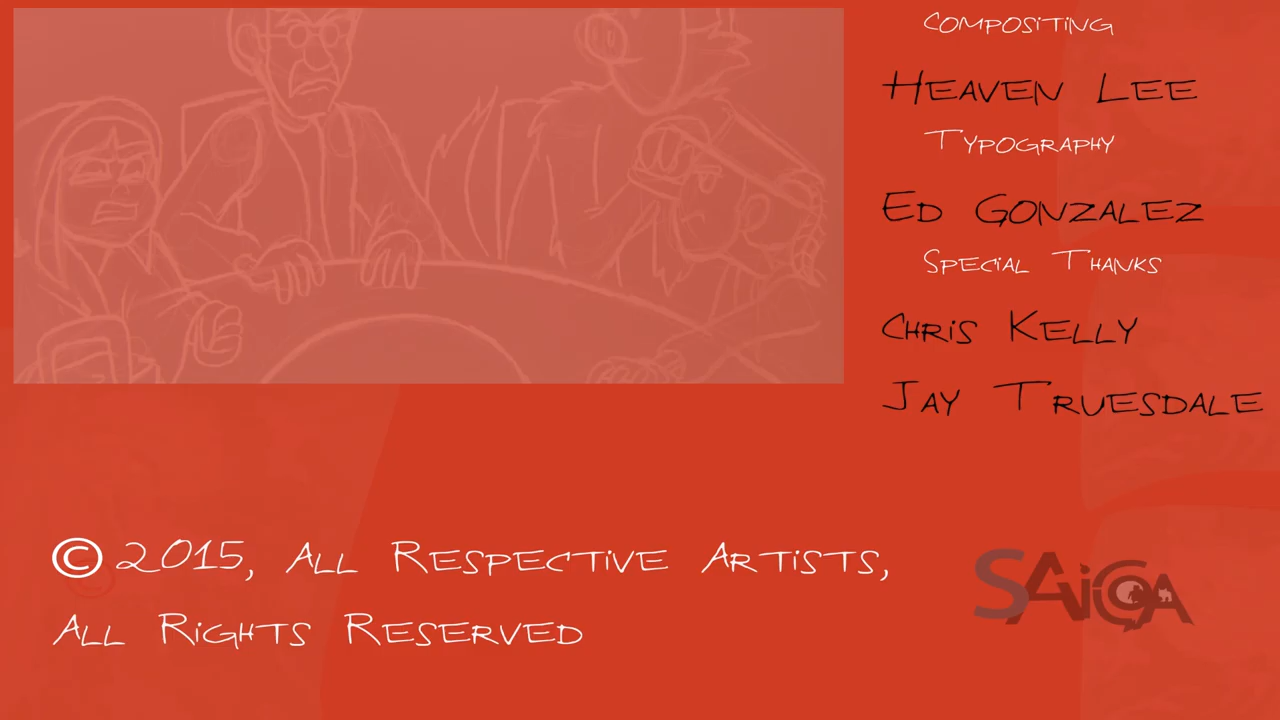 Compositing
Heaven Lee
Typography
Ed Gonzalez
Special Thanks
Chris Kelly
Jay Truesdale
© 2015, All Respective Artists,
All Rights Reserved
SAiCoA